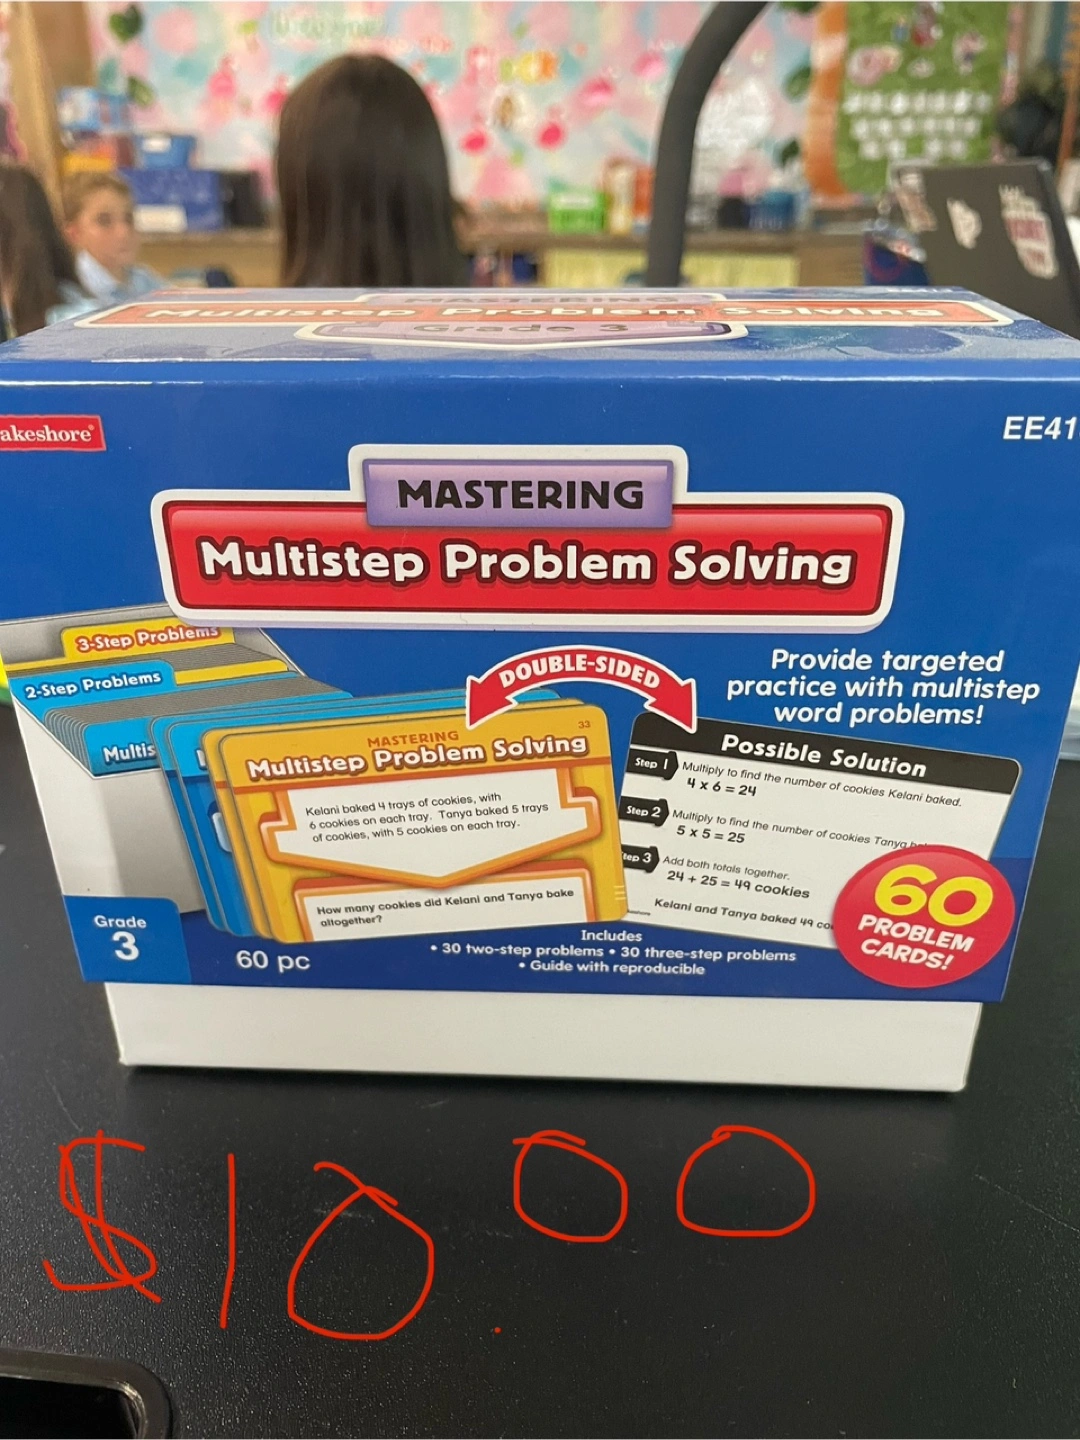 MASTERING
Multistep Problem Solving
Grade 3
akeshore®
EE41
MASTERING
Multistep Problem Solving
3-Step Problems
2-Step Problems
Multis
DOUBLE-SIDED
Provide targeted
practice with multistep
word problems!
33
MASTERING
Multistep Problem Solving
Kelani baked 4 trays of cookies, with
6 cookies on each tray. Tanya baked 5 trays
of cookies, with 5 cookies on each tray.
How many cookies did Kelani and Tanya bake
altogether?
Possible Solution
Step 1 Multiply to find the number of cookies Kelani baked.
4 x 6 = 24
Step 2 Multiply to find the number of cookies Tanya
5 x 5 = 25
tep 3 Add both totals together.
24 + 25 = 49 cookies
Kelani and Tanya baked 49 co
60
PROBLEM
CARDS!
Grade
3
60 pc
Includes
• 30 two-step problems • 30 three-step problems
• Guide with reproducible
$10.00